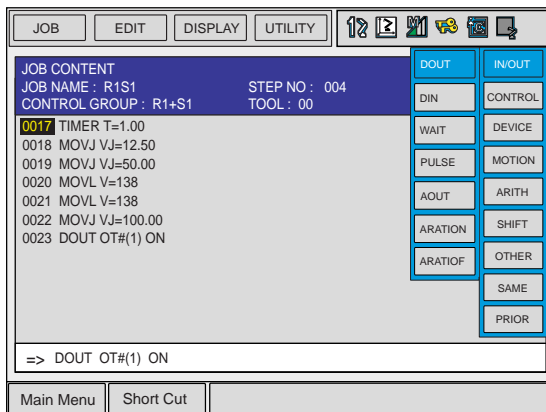 JOB EDIT DISPLAY UTILITY
JOB CONTENT
JOB NAME : R1S1 STEP NO : 004
CONTROL GROUP : R1+S1 TOOL : 00
0017 TIMER T=1.00
0018 MOVJ VJ=12.50
0019 MOVJ VJ=50.00
0020 MOVL V=138
0021 MOVL V=138
0022 MOVJ VJ=100.00
0023 DOUT OT#(1) ON
DOUT
DIN
WAIT
PULSE
AOUT
ARATION
ARATIOF
IN/OUT
CONTROL
DEVICE
MOTION
ARITH
SHIFT
OTHER
SAME
PRIOR
=> DOUT OT#(1) ON
Main Menu Short Cut